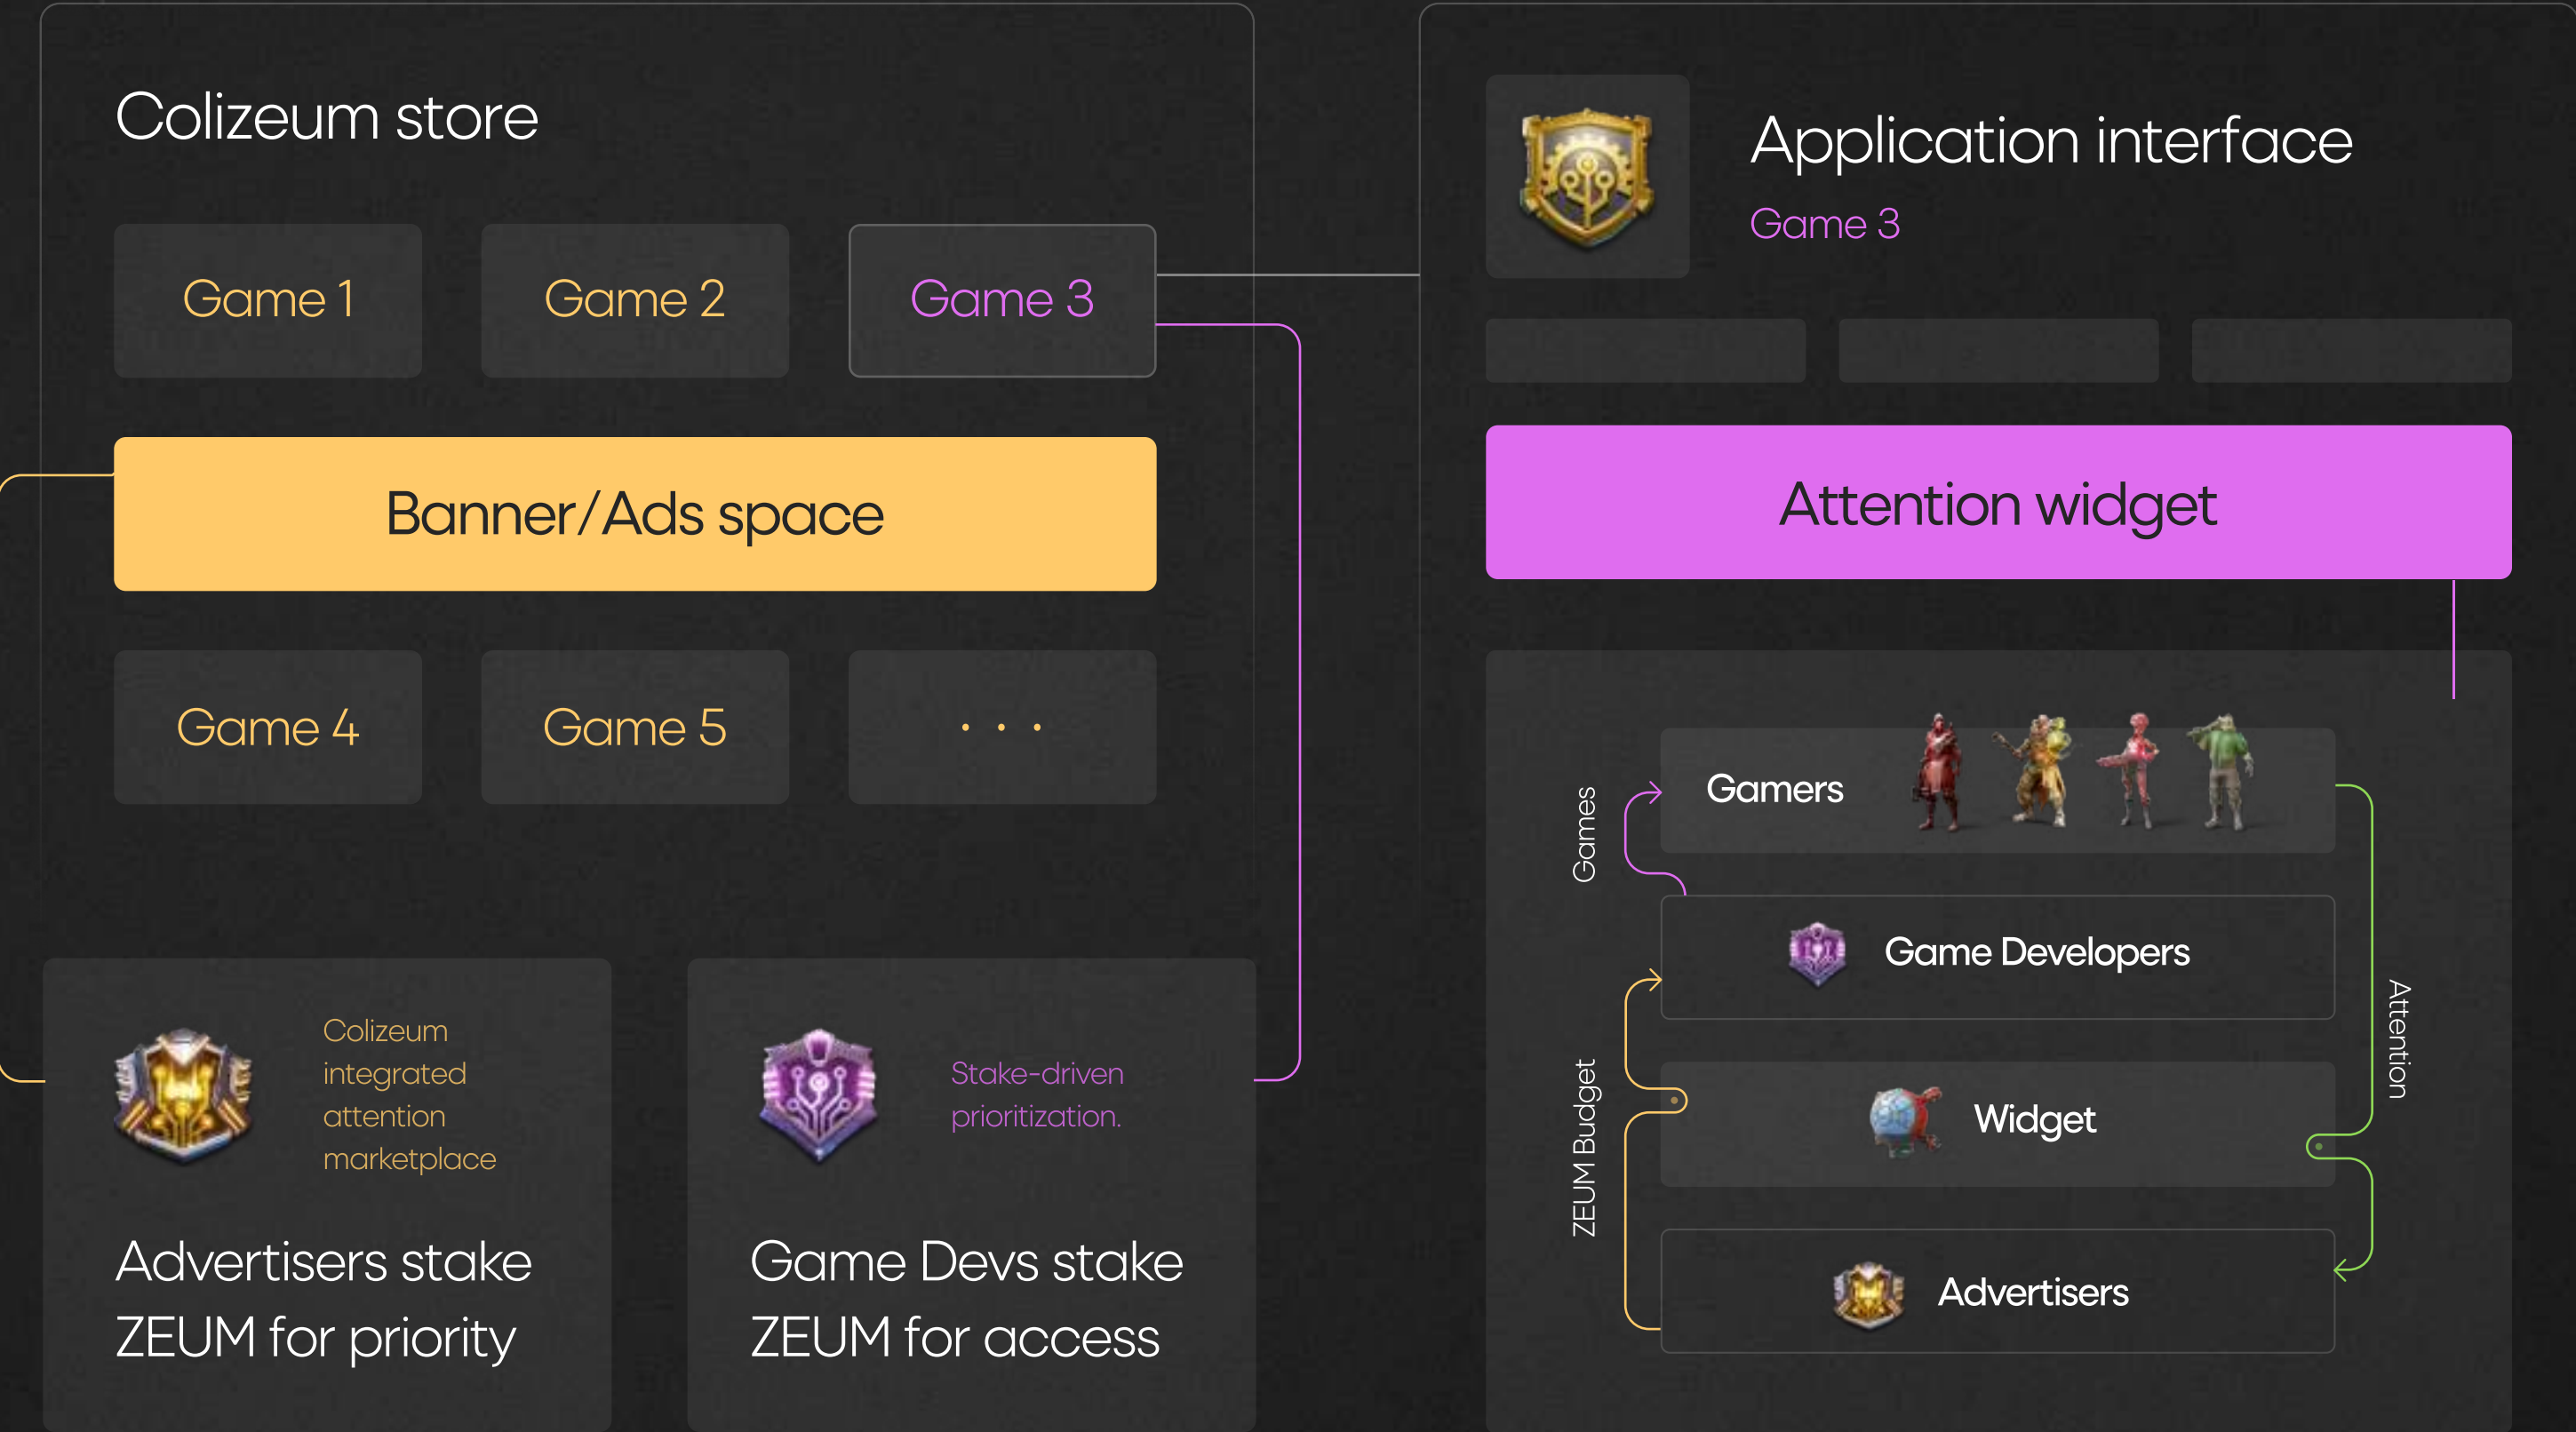 Colizeum store
Game 1
Game 2
Game 3
Banner/Ads space
Game 4
Game 5
. . .
Colizeum
integrated
attention
marketplace
Advertisers stake
ZEUM for priority
Stake-driven
prioritization.
Game Devs stake
ZEUM for access
Application interface
Game 3
Attention widget
Games
Gamers
Game Developers
ZEUM Budget
Widget
Attention
Advertisers